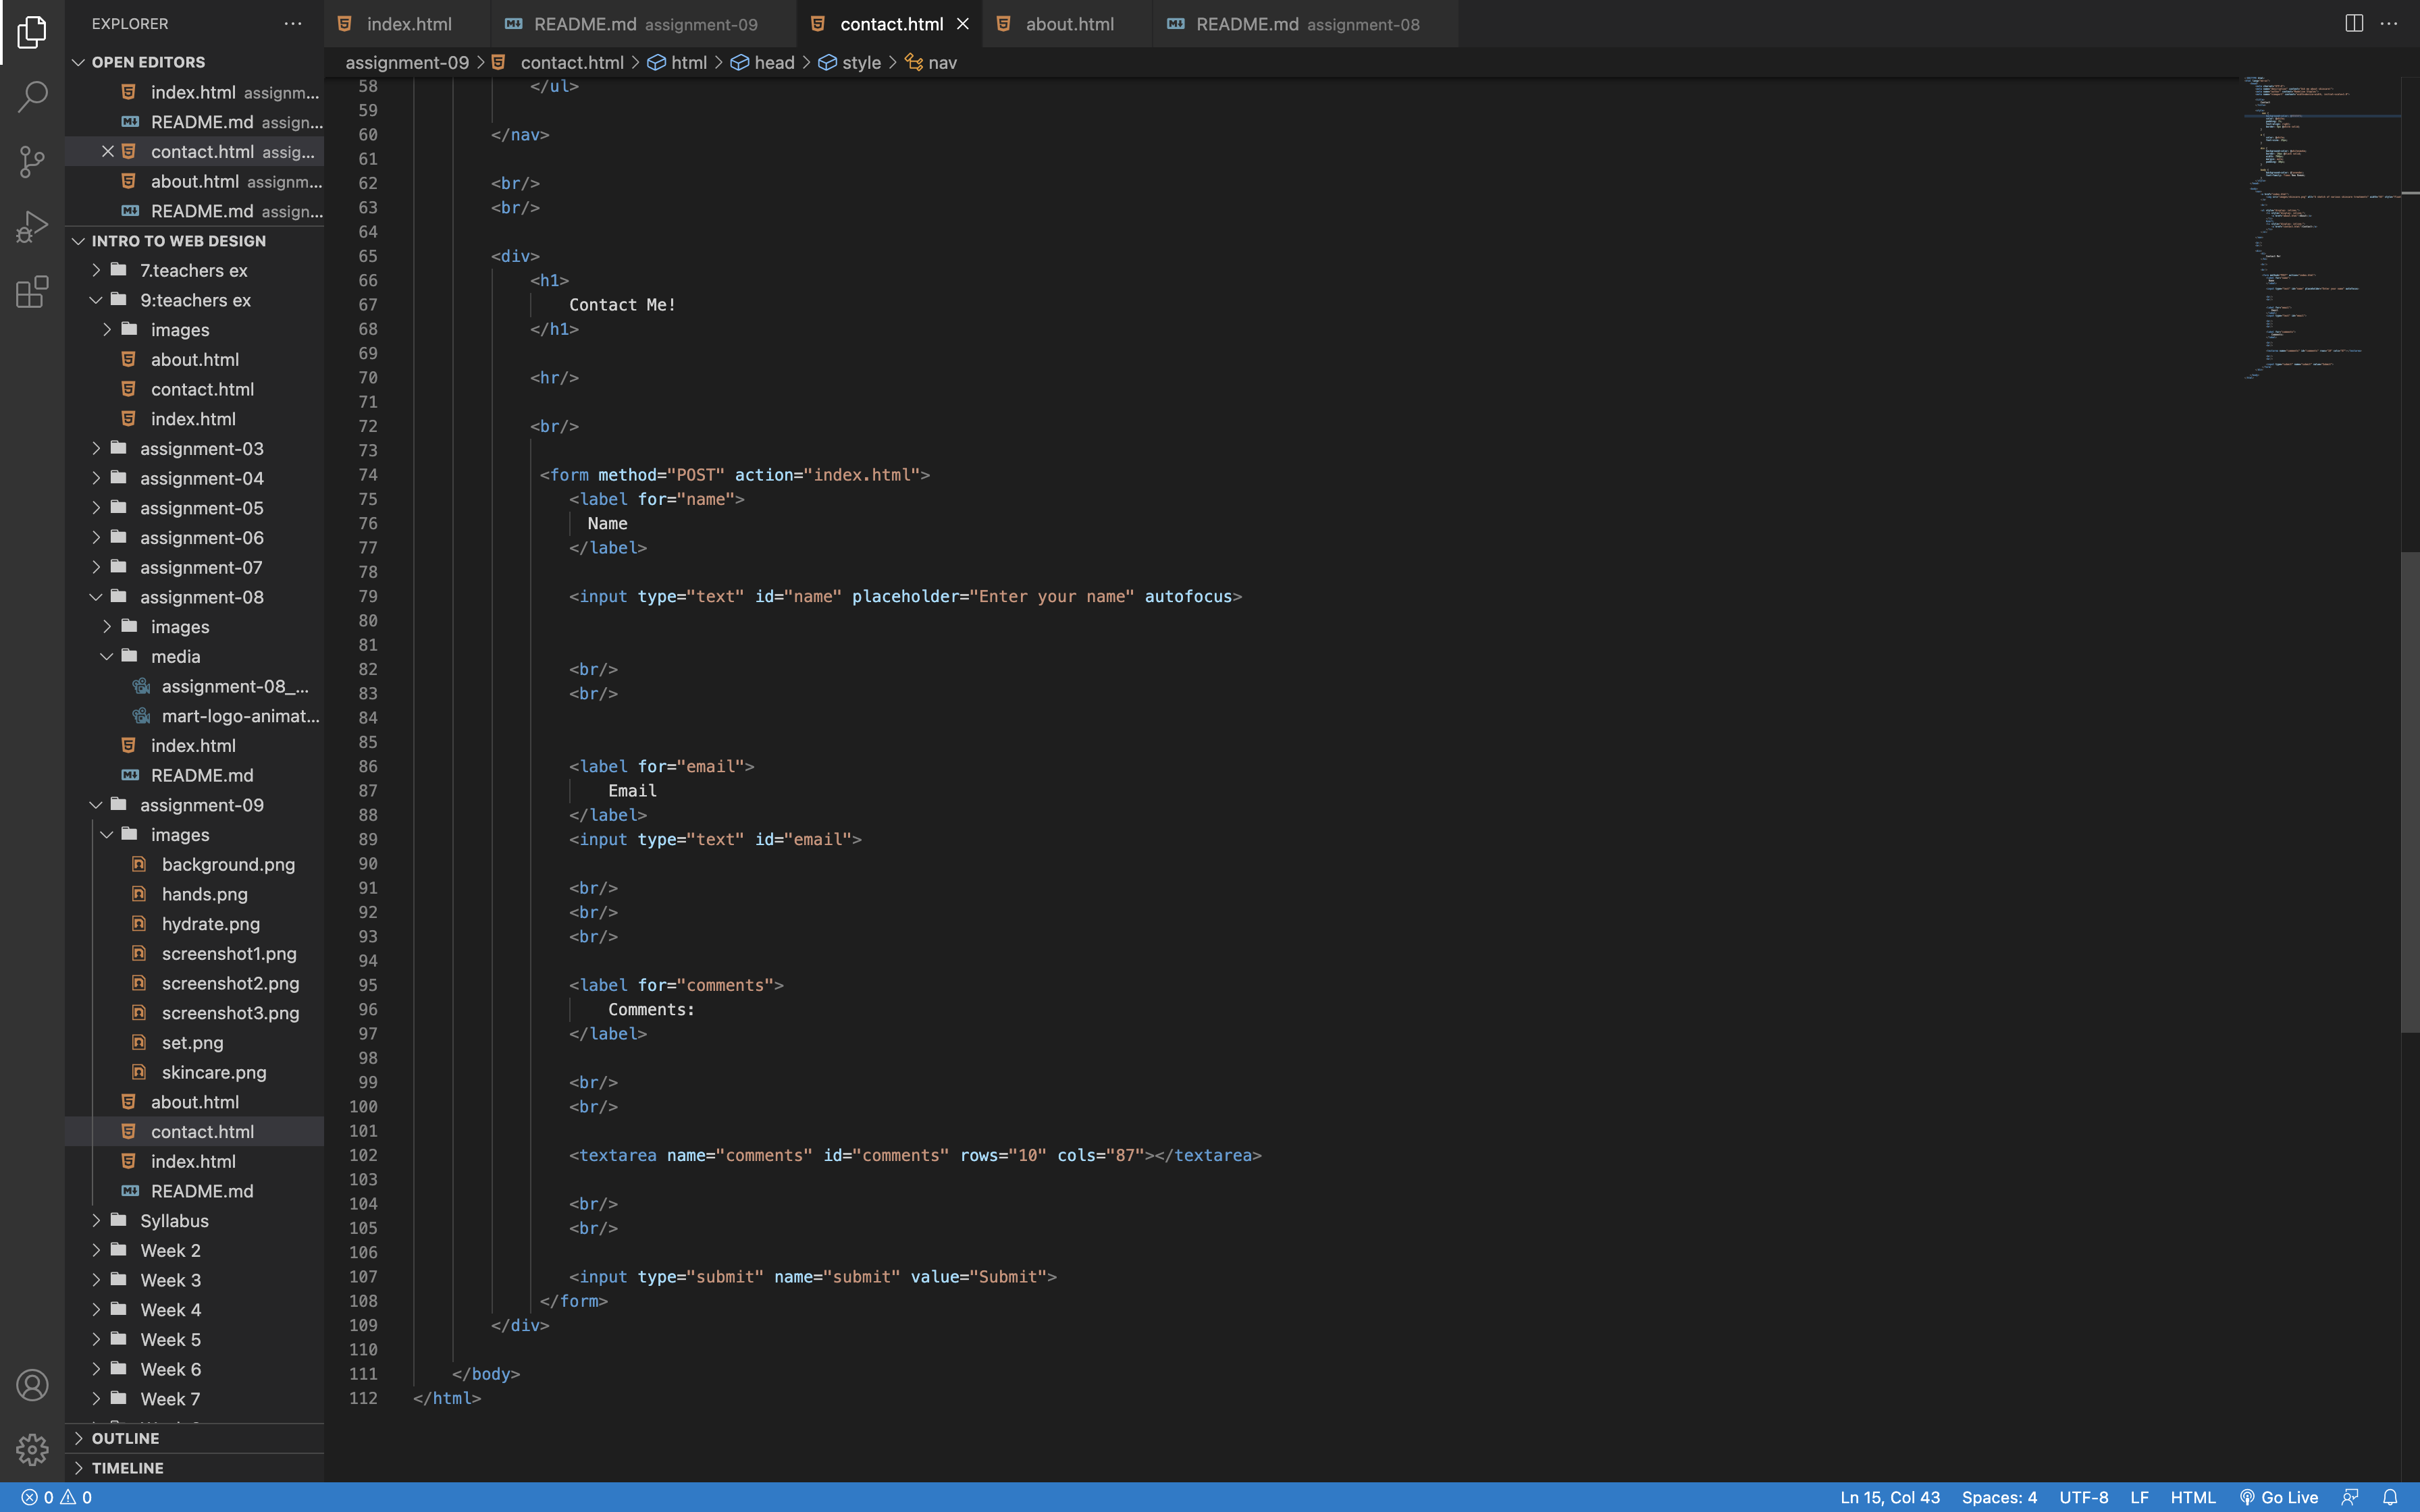 EXPLORER
OPEN EDITORS
index.html assignm...
README.md assign...
contact.html assig...
about.html assignm...
README.md assign...
INTRO TO WEB DESIGN
7.teachers ex
9:teachers ex
images
about.html
contact.html
index.html
assignment-03
assignment-04
assignment-05
assignment-06
assignment-07
assignment-08
images
media
assignment-08_...
mart-logo-animat...
index.html
README.md
assignment-09
images
background.png
hands.png
hydrate.png
screenshot1.png
screenshot2.png
screenshot3.png
set.png
skincare.png
about.html
contact.html
index.html
README.md
Syllabus
Week 2
Week 3
Week 4
Week 5
Week 6
Week 7
OUTLINE
TIMELINE
index.html README.md assignment-09 contact.html about.html README.md assignment-08
assignment-09 > contact.html > html > head > style > nav
58 </ul>
59
60 </nav>
61
62 <br/>
63 <br/>
64
65 <div>
66 <h1>
67 Contact Me!
68 </h1>
69
70 <hr/>
71
72 <br/>
73
74 <form method="POST" action="index.html">
75 <label for="name">
76 Name
77 </label>
78
79 <input type="text" id="name" placeholder="Enter your name" autofocus>
80
81
82 <br/>
83 <br/>
84
85
86 <label for="email">
87 Email
88 </label>
89 <input type="text" id="email">
90
91 <br/>
92 <br/>
93 <br/>
94
95 <label for="comments">
96 Comments:
97 </label>
98
99 <br/>
100 <br/>
101
102 <textarea name="comments" id="comments" rows="10" cols="87"></textarea>
103
104 <br/>
105 <br/>
106
107 <input type="submit" name="submit" value="Submit">
108 </form>
109 </div>
110
111 </body>
112 </html>
0 0 Ln 15, Col 43 Spaces: 4 UTF-8 LF HTML Go Live